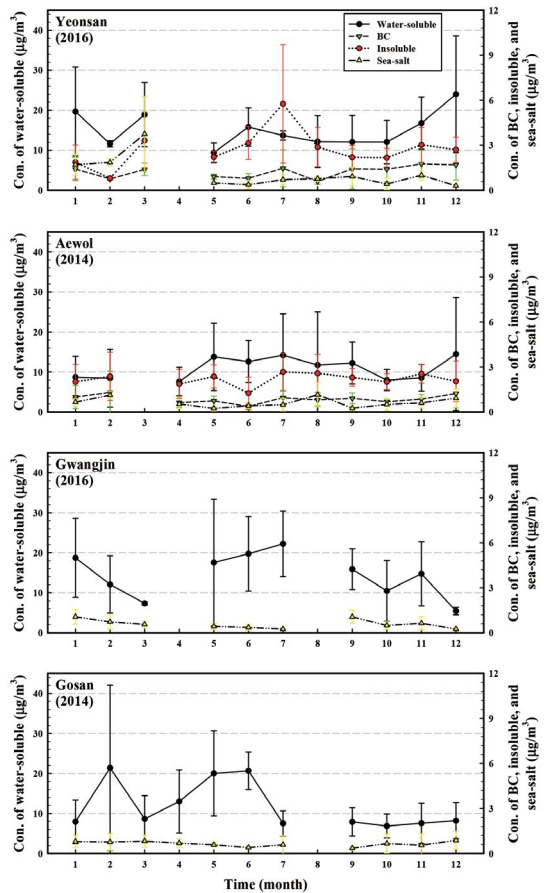 Yeonsan
(2016)
Water-soluble
BC
Insoluble
Sea-salt
Con. of water-soluble (μg/m³)
50
40
30
20
10
0
12
9
6
3
0
Con. of BC, insoluble, and
sea-salt (μg/m³)
1 2 3 4 5 6 7 8 9 10 11 12
Aewol
(2014)
Con. of water-soluble (μg/m³)
40
30
20
10
0
12
9
6
3
0
Con. of BC, insoluble, and
sea-salt (μg/m³)
1 2 3 4 5 6 7 8 9 10 11 12
Gwangjin
(2016)
Con. of water-soluble (μg/m³)
40
30
20
10
0
12
9
6
3
0
Con. of BC, insoluble, and
sea-salt (μg/m³)
1 2 3 4 5 6 7 8 9 10 11 12
Gosan
(2014)
Con. of water-soluble (μg/m³)
40
30
20
10
0
12
9
6
3
0
Con. of BC, insoluble, and
sea-salt (μg/m³)
1 2 3 4 5 6 7 8 9 10 11 12
Time (month)